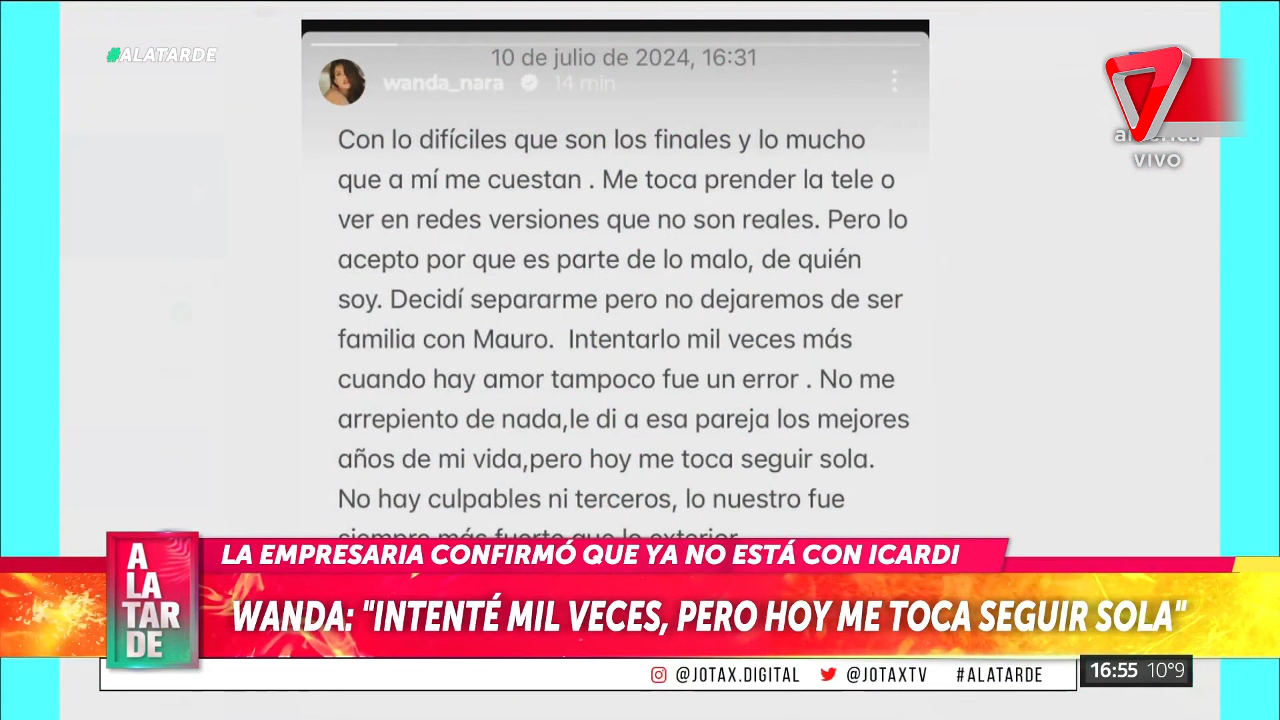 #ALATARDE
10 de julio de 2024, 16:31
wanda_nara 14 min
Con lo difíciles que son los finales y lo mucho
que a mí me cuestan . Me toca prender la tele o
ver en redes versiones que no son reales. Pero lo
acepto por que es parte de lo malo, de quién
soy. Decidí separarme pero no dejaremos de ser
familia con Mauro.  Intentarlo mil veces más
cuando hay amor tampoco fue un error . No me
arrepiento de nada,le di a esa pareja los mejores
años de mi vida,pero hoy me toca seguir sola.
No hay culpables ni terceros, lo nuestro fue
siempre más fuerte que lo exterior
VIVO
A
LA
TAR
DE
LA EMPRESARIA CONFIRMÓ QUE YA NO ESTÁ CON ICARDI
WANDA: "INTENTÉ MIL VECES, PERO HOY ME TOCA SEGUIR SOLA"
@JOTAX.DIGITAL @JOTAXTV #ALATARDE
16:55 10°9